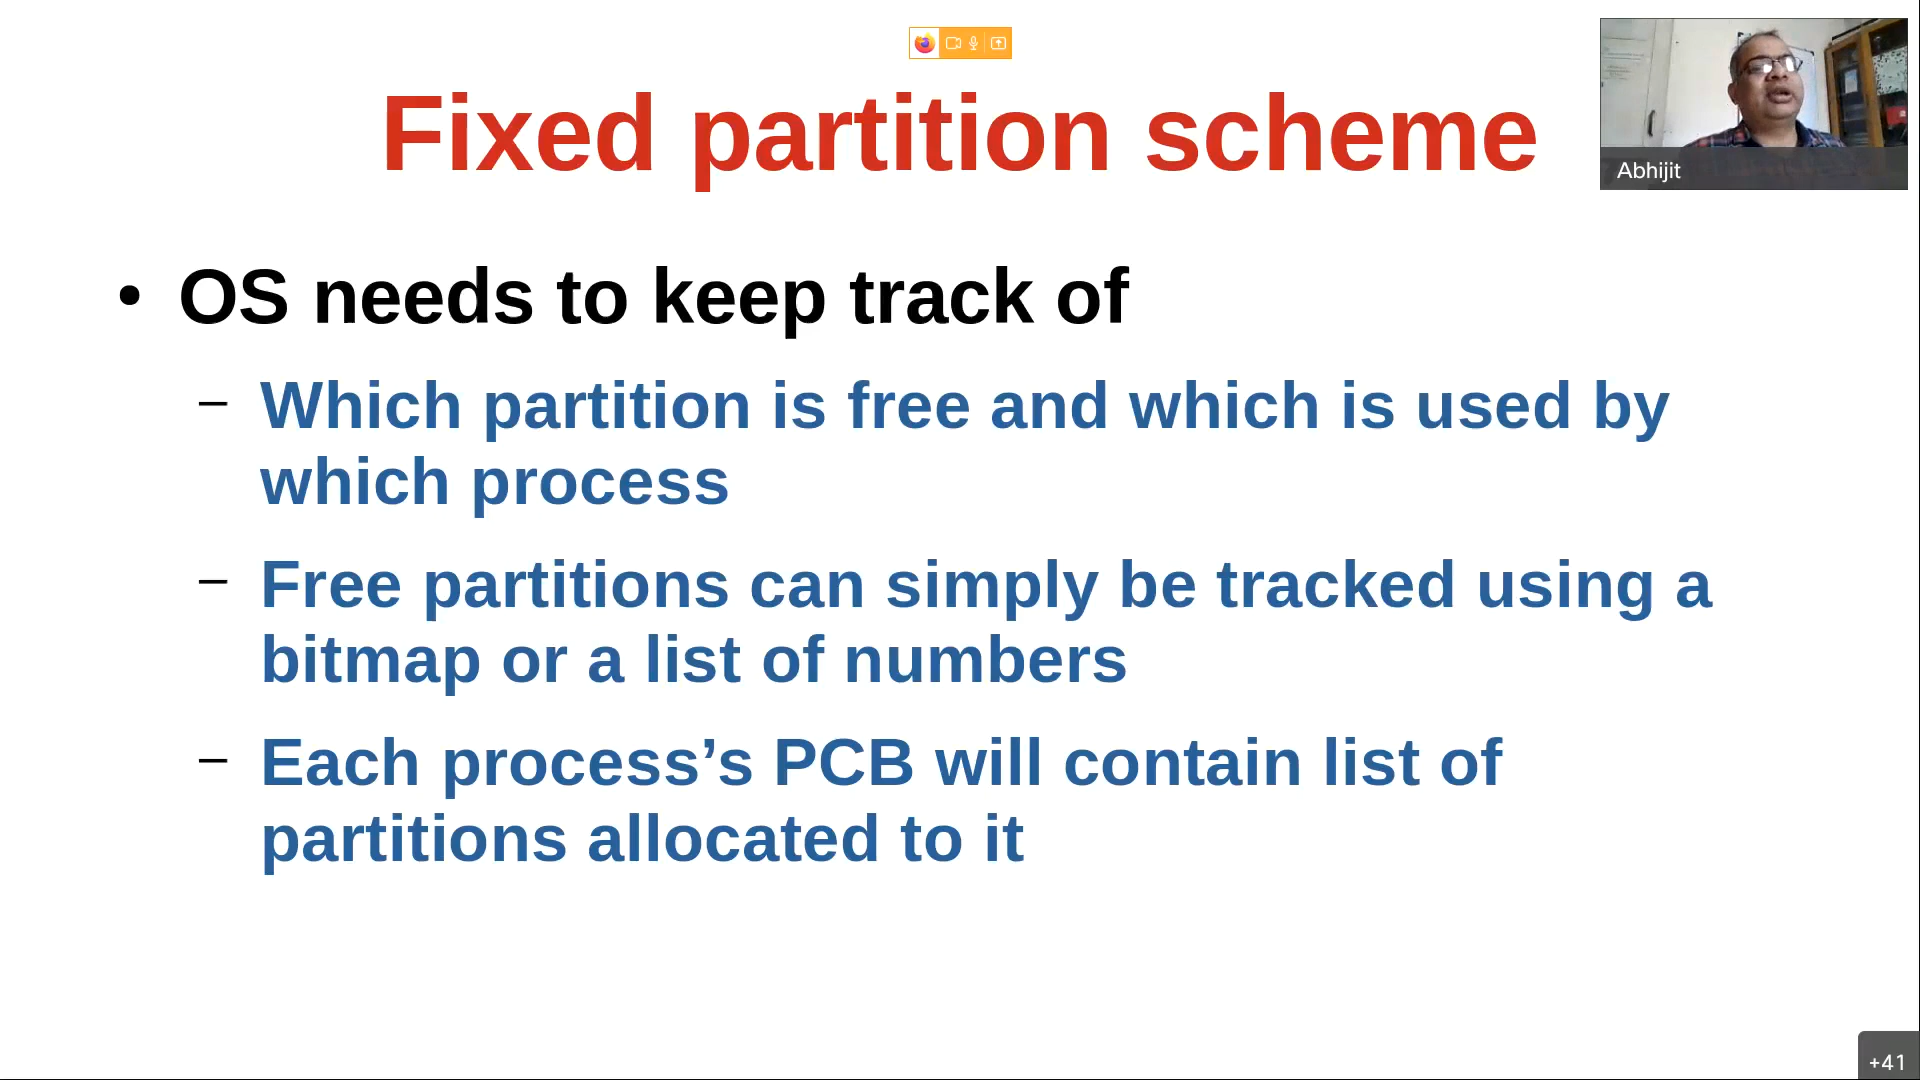 Fixed partition scheme
Abhijit
• OS needs to keep track of
– Which partition is free and which is used by
which process
– Free partitions can simply be tracked using a
bitmap or a list of numbers
– Each process’s PCB will contain list of
partitions allocated to it
+41